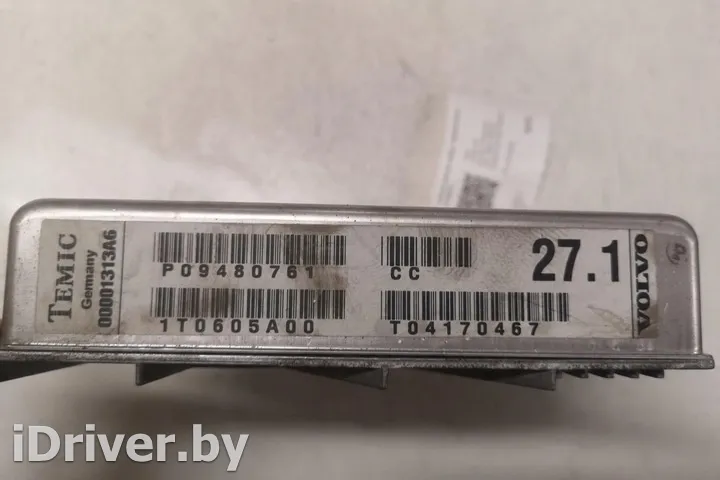 TEMIC
Germany
00001313A6
P09480761
CC
27.1
VOLVO
1T0605A00
T04170467
iDriver.by